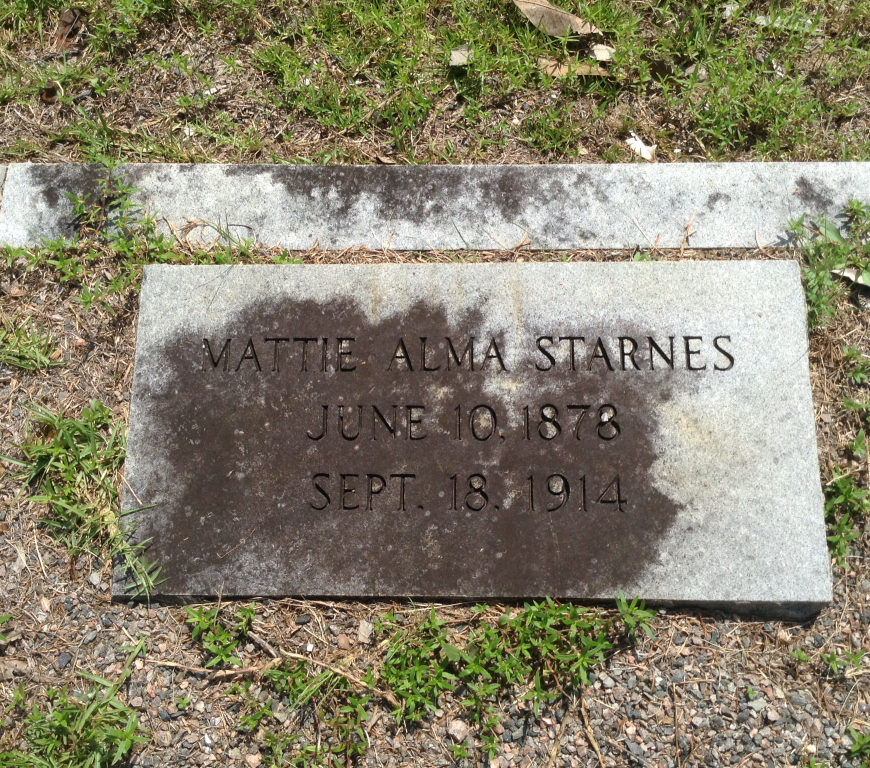 MATTIE ALMA STARNES
JUNE 10, 1878
SEPT. 18, 1914